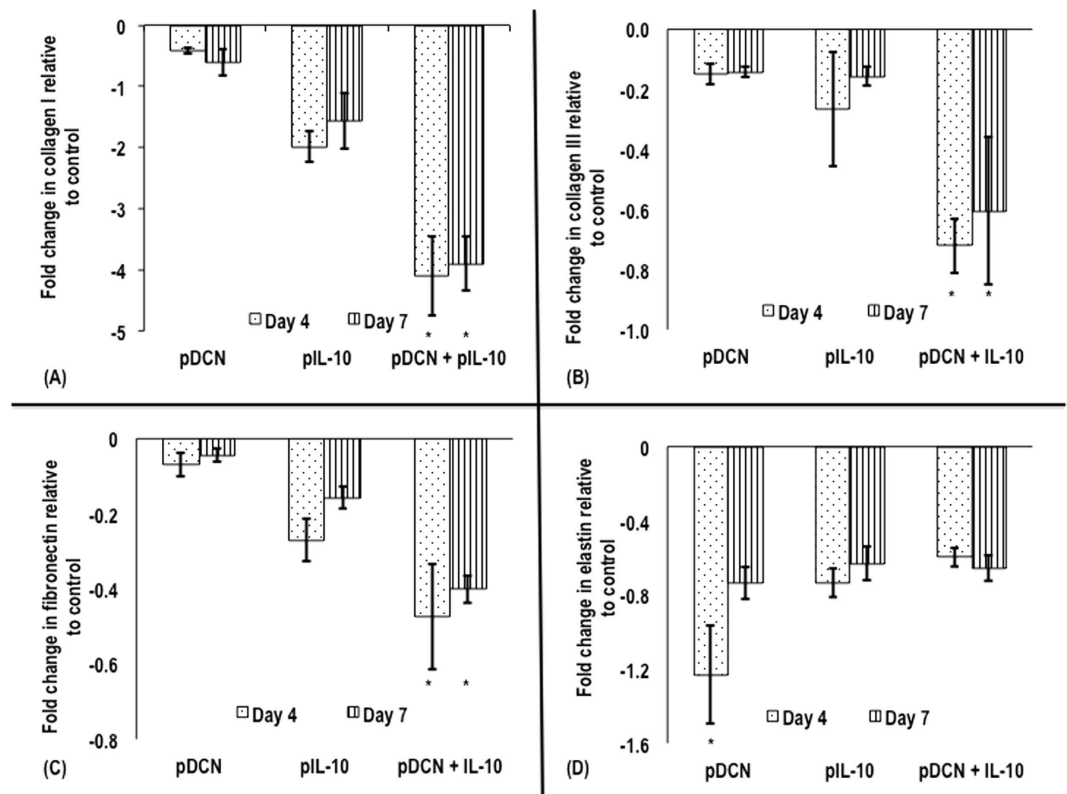 Fold change in collagen I relative
to control
0
-1
-2
-3
-4
-5
Day 4 Day 7
* *
pDCN pIL-10 pDCN + pIL-10
(A)
Fold change in collagen III relative
to control
0.0
-0.2
-0.4
-0.6
-0.8
-1.0
* *
Day 4 Day 7
pDCN pIL-10 pDCN + IL-10
(B)
Fold change in fibronectin relative
to control
0
-0.2
-0.4
-0.6
-0.8
* *
Day 4 Day 7
pDCN pIL-10 pDCN + IL-10
(C)
Fold change in elastin relative
to control
0
-0.4
-0.8
-1.2
-1.6
Day 4 Day 7
*
pDCN pIL-10 pDCN + IL-10
(D)